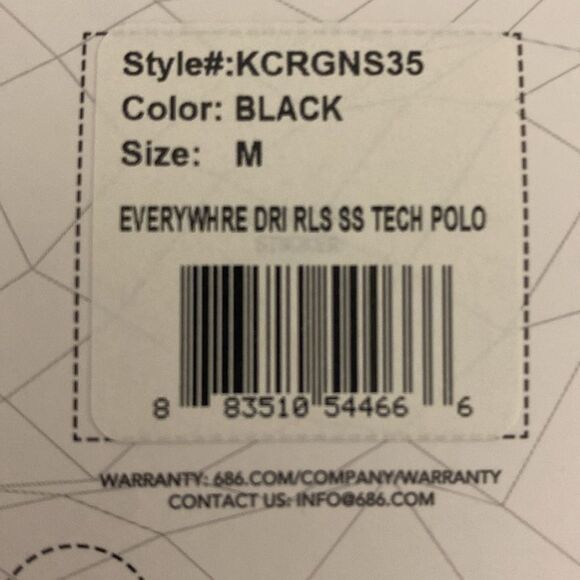 Style#:KCRGNS35
Color: BLACK
Size: M
EVERYWHRE DRI RLS SS TECH POLO
8 83510 54466 6
WARRANTY: 686.COM/COMPANY/WARRANTY
CONTACT US: INFO@686.COM